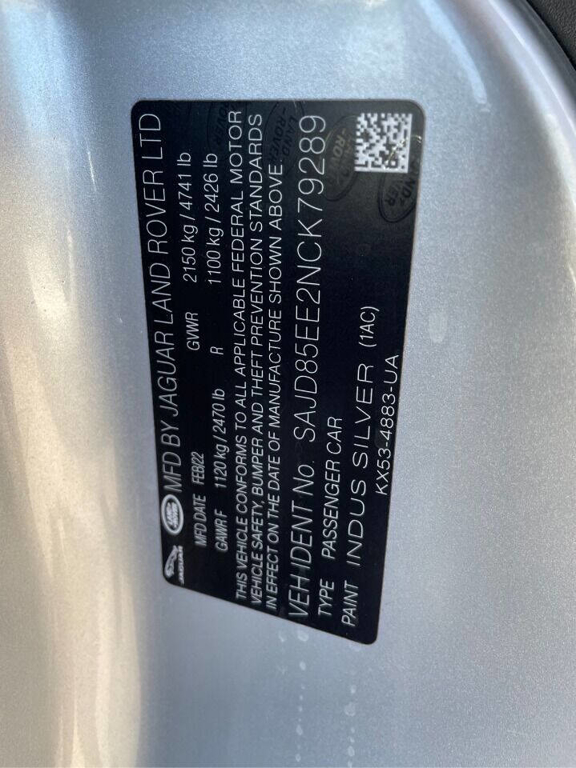 JAGUAR LAND ROVER MFD BY JAGUAR LAND ROVER LTD
MFD DATE FEB/22 GVWR 2150 kg / 4741 lb
GAWR F 1120 kg / 2470 lb R 1100 kg / 2426 lb
THIS VEHICLE CONFORMS TO ALL APPLICABLE FEDERAL MOTOR
VEHICLE SAFETY, BUMPER AND THEFT PREVENTION STANDARDS
IN EFFECT ON THE DATE OF MANUFACTURE SHOWN ABOVE.
VEH IDENT No. SAJD85EE2NCK79289
TYPE PASSENGER CAR
PAINT INDUS SILVER (1AC)
KX53-4883-UA